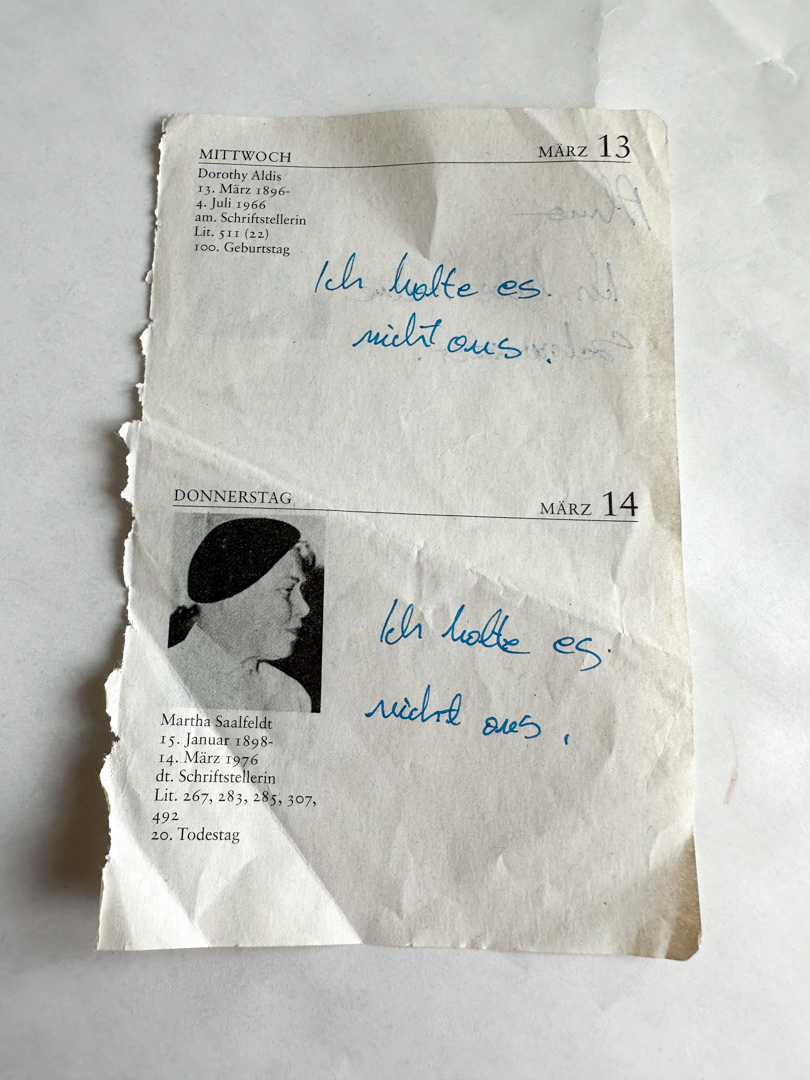 MITTWOCH MÄRZ 13
Dorothy Aldis
13. März 1896-
4. Juli 1966
am. Schriftstellerin
Lit. 511 (22)
100. Geburtstag
Ich halte es
nicht aus.
DONNERSTAG MÄRZ 14
Ich halte es
nicht aus.
Martha Saalfeldt
15. Januar 1898-
14. März 1976
dt. Schriftstellerin
Lit. 267, 283, 285, 307,
492
20. Todestag